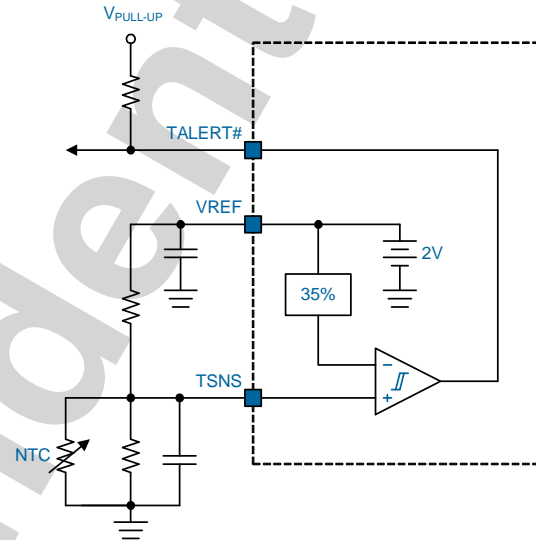 VPULL-UP
TALERT#
VREF
2V
35%
TSNS
−
+
NTC